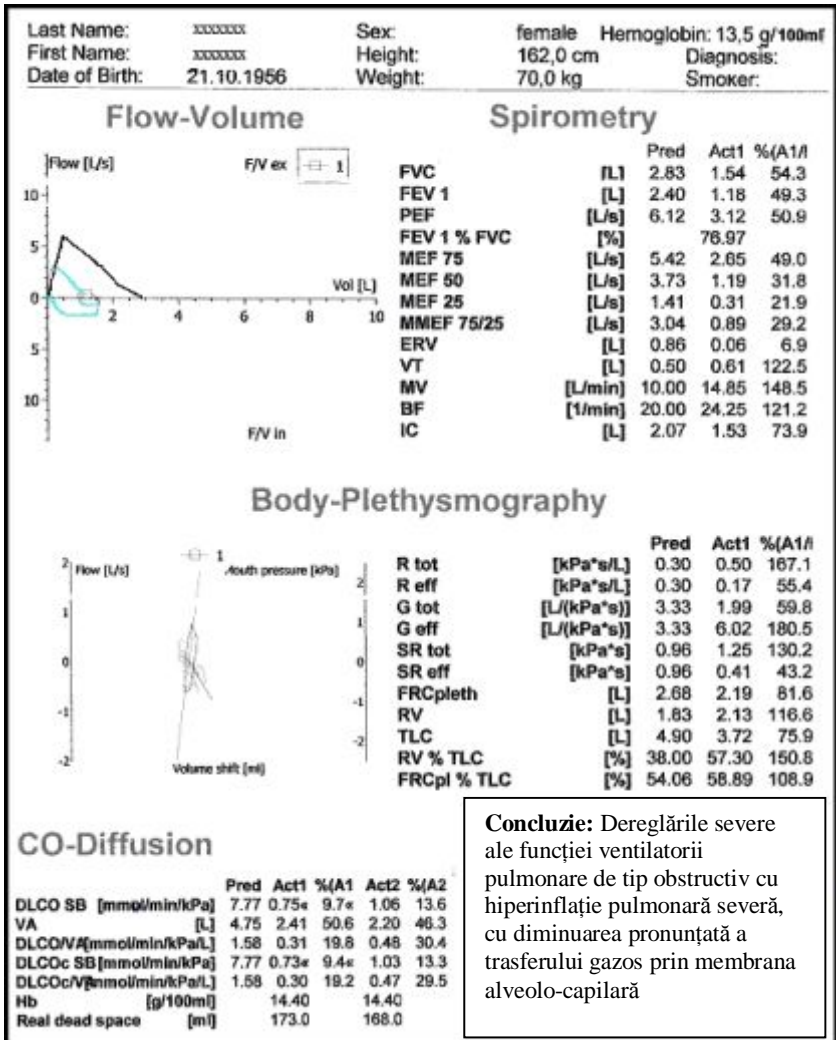 Last Name: xxxxxxx Sex: female Hemoglobin: 13,5 g/100ml
First Name: xxxxxxx Height: 162,0 cm Diagnosis:
Date of Birth: 21.10.1956 Weight: 70,0 kg Smoker:
Flow-Volume
Flow [L/s] F/V ex 1
10
5
Vol [L]
0 2 4 6 8 10
5
10
F/V in
Spirometry
Pred Act1 %(A1/
FVC [L] 2.83 1.54 54.3
FEV 1 [L] 2.40 1.18 49.3
PEF [L/s] 6.12 3.12 50.9
FEV 1 % FVC [%] 76.97
MEF 75 [L/s] 5.42 2.65 49.0
MEF 50 [L/s] 3.73 1.19 31.8
MEF 25 [L/s] 1.41 0.31 21.9
MMEF 75/25 [L/s] 3.04 0.89 29.2
ERV [L] 0.86 0.06 6.9
VT [L] 0.50 0.61 122.5
MV [L/min] 10.00 14.85 148.5
BF [1/min] 20.00 24.25 121.2
IC [L] 2.07 1.53 73.9
Body-Plethysmography
1
2 Flow [L/s] Mouth pressure [kPa] 2
1 1
0 0
-1 -1
-2 -2
Volume shift [ml]
Pred Act1 %(A1/
R tot [kPa*s/L] 0.30 0.50 167.1
R eff [kPa*s/L] 0.30 0.17 55.4
G tot [L/(kPa*s)] 3.33 1.99 59.8
G eff [L/(kPa*s)] 3.33 6.02 180.5
SR tot [kPa*s] 0.96 1.25 130.2
SR eff [kPa*s] 0.96 0.41 43.2
FRCpleth [L] 2.68 2.19 81.6
RV [L] 1.83 2.13 116.6
TLC [L] 4.90 3.72 75.9
RV % TLC [%] 38.00 57.30 150.8
FRCpl % TLC [%] 54.06 58.89 108.9
CO-Diffusion
Pred Act1 %(A1 Act2 %(A2
DLCO SB [mmol/min/kPa] 7.77 0.75« 9.7« 1.06 13.6
VA [L] 4.75 2.41 50.6 2.20 46.3
DLCO/VA[mmol/min/kPa/L] 1.58 0.31 19.8 0.48 30.4
DLCOc SB[mmol/min/kPa] 7.77 0.73« 9.4« 1.03 13.3
DLCOc/VA[mmol/min/kPa/L] 1.58 0.30 19.2 0.47 29.5
Hb [g/100ml] 14.40 14.40
Real dead space [ml] 173.0 168.0
Concluzie: Dereglările severe
ale funcției ventilatorii
pulmonare de tip obstructiv cu
hiperinflație pulmonară severă,
cu diminuarea pronunțată a
trasferului gazos prin membrana
alveolo-capilară